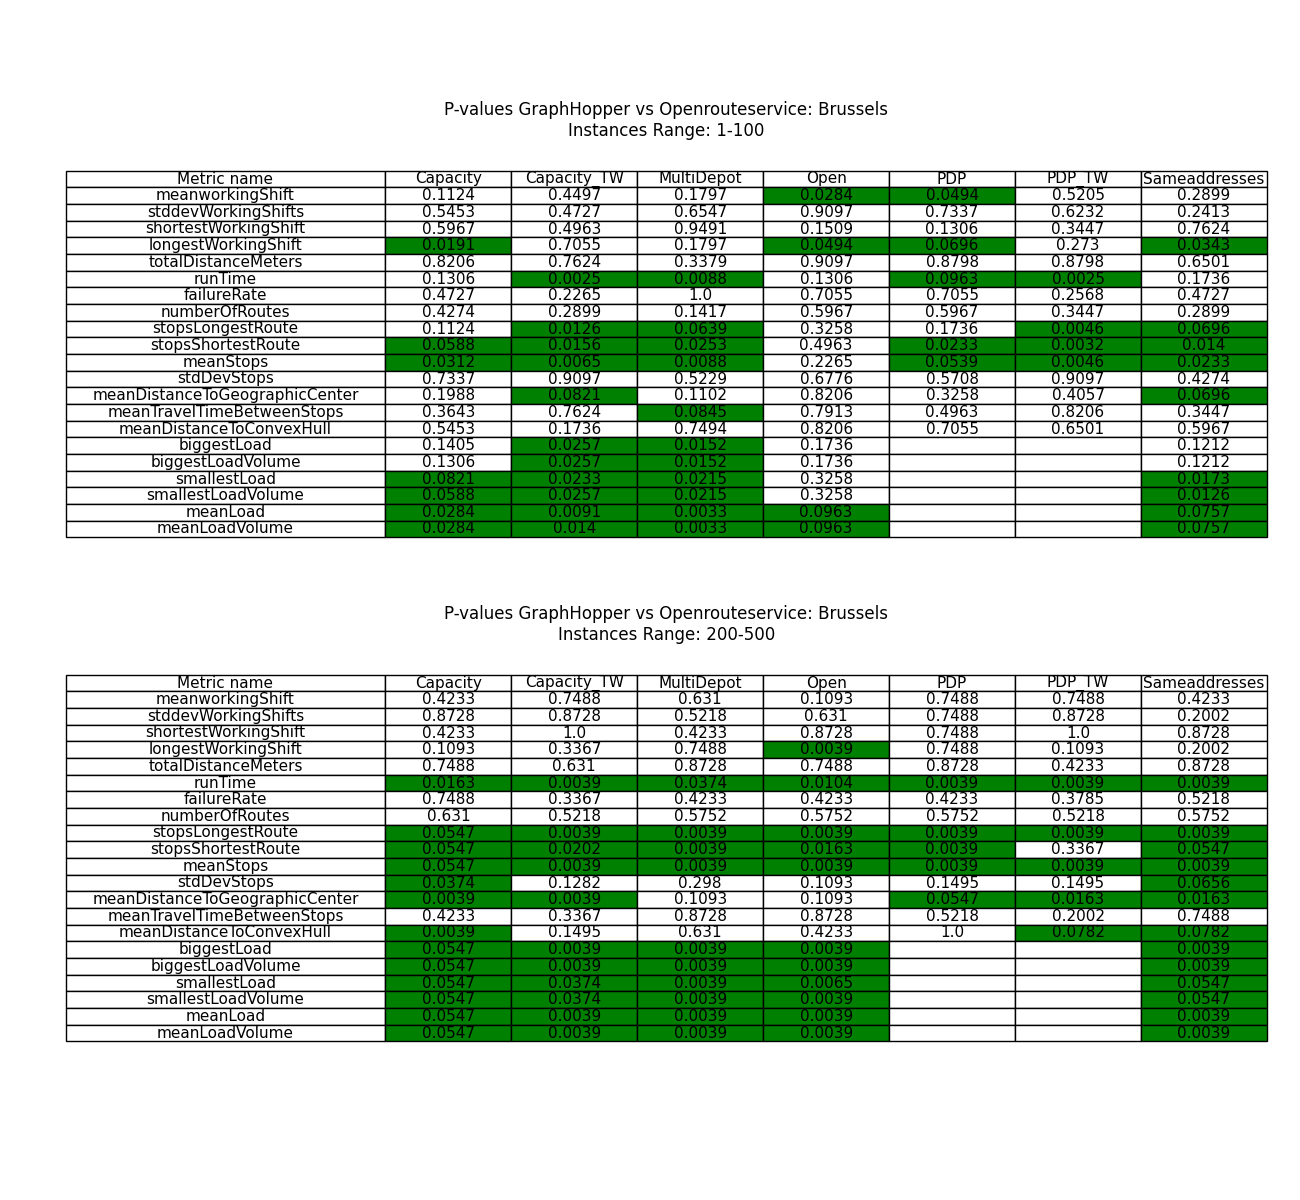 P-values GraphHopper vs Openrouteservice: Brussels
Instances Range: 1-100
Metric name Capacity Capacity_TW MultiDepot Open PDP PDP_TW Sameaddresses
meanworkingShift 0.1124 0.4497 0.1797 0.0284 0.0494 0.5205 0.2899
stddevWorkingShifts 0.5453 0.4727 0.6547 0.9097 0.7337 0.6232 0.2413
shortestWorkingShift 0.5967 0.4963 0.9491 0.1509 0.1306 0.3447 0.7624
longestWorkingShift 0.0191 0.7055 0.1797 0.0494 0.0696 0.273 0.0343
totalDistanceMeters 0.8206 0.7624 0.3379 0.9097 0.8798 0.8798 0.6501
runTime 0.1306 0.0025 0.0088 0.1306 0.0963 0.0025 0.1736
failureRate 0.4727 0.2265 1.0 0.7055 0.7055 0.2568 0.4727
numberOfRoutes 0.4274 0.2899 0.1417 0.5967 0.5967 0.3447 0.2899
stopsLongestRoute 0.1124 0.0126 0.0639 0.3258 0.1736 0.0046 0.0696
stopsShortestRoute 0.0588 0.0156 0.0253 0.4963 0.0233 0.0032 0.014
meanStops 0.0312 0.0065 0.0088 0.2265 0.0539 0.0046 0.0233
stdDevStops 0.7337 0.9097 0.5229 0.6776 0.5708 0.9097 0.4274
meanDistanceToGeographicCenter 0.1988 0.0821 0.1102 0.8206 0.3258 0.4057 0.0696
meanTravelTimeBetweenStops 0.3643 0.7624 0.0845 0.7913 0.4963 0.8206 0.3447
meanDistanceToConvexHull 0.5453 0.1736 0.7494 0.8206 0.7055 0.6501 0.5967
biggestLoad 0.1405 0.0257 0.0152 0.1736 0.1212
biggestLoadVolume 0.1306 0.0257 0.0152 0.1736 0.1212
smallestLoad 0.0821 0.0233 0.0215 0.3258 0.0173
smallestLoadVolume 0.0588 0.0257 0.0215 0.3258 0.0126
meanLoad 0.0284 0.0091 0.0033 0.0963 0.0757
meanLoadVolume 0.0284 0.014 0.0033 0.0963 0.0757
P-values GraphHopper vs Openrouteservice: Brussels
Instances Range: 200-500
Metric name Capacity Capacity_TW MultiDepot Open PDP PDP_TW Sameaddresses
meanworkingShift 0.4233 0.7488 0.631 0.1093 0.7488 0.7488 0.4233
stddevWorkingShifts 0.8728 0.8728 0.5218 0.631 0.7488 0.8728 0.2002
shortestWorkingShift 0.4233 1.0 0.4233 0.8728 0.7488 1.0 0.8728
longestWorkingShift 0.1093 0.3367 0.7488 0.0039 0.7488 0.1093 0.2002
totalDistanceMeters 0.7488 0.631 0.8728 0.7488 0.8728 0.4233 0.8728
runTime 0.0163 0.0039 0.0374 0.0104 0.0039 0.0039 0.0039
failureRate 0.7488 0.3367 0.4233 0.4233 0.4233 0.3785 0.5218
numberOfRoutes 0.631 0.5218 0.5752 0.5752 0.5752 0.5218 0.5752
stopsLongestRoute 0.0547 0.0039 0.0039 0.0039 0.0039 0.0039 0.0039
stopsShortestRoute 0.0547 0.0202 0.0039 0.0163 0.0039 0.3367 0.0547
meanStops 0.0547 0.0039 0.0039 0.0039 0.0039 0.0039 0.0039
stdDevStops 0.0374 0.1282 0.298 0.1093 0.1495 0.1495 0.0656
meanDistanceToGeographicCenter 0.0039 0.0039 0.1093 0.1093 0.0547 0.0163 0.0163
meanTravelTimeBetweenStops 0.4233 0.3367 0.8728 0.8728 0.5218 0.2002 0.7488
meanDistanceToConvexHull 0.0039 0.1495 0.631 0.4233 1.0 0.0782 0.0782
biggestLoad 0.0547 0.0039 0.0039 0.0039 0.0039
biggestLoadVolume 0.0547 0.0039 0.0039 0.0039 0.0039
smallestLoad 0.0547 0.0374 0.0039 0.0065 0.0547
smallestLoadVolume 0.0547 0.0374 0.0039 0.0039 0.0547
meanLoad 0.0547 0.0039 0.0039 0.0039 0.0039
meanLoadVolume 0.0547 0.0039 0.0039 0.0039 0.0039